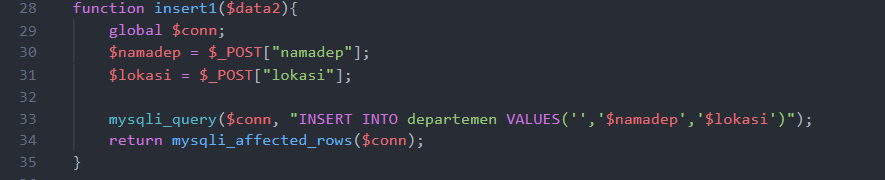 28 function insert1($data2){
29 global $conn;
30 $namadep = $_POST["namadep"];
31 $lokasi = $_POST["lokasi"];
32
33 mysqli_query($conn, "INSERT INTO departemen VALUES('','$namadep','$lokasi')");
34 return mysqli_affected_rows($conn);
35 }